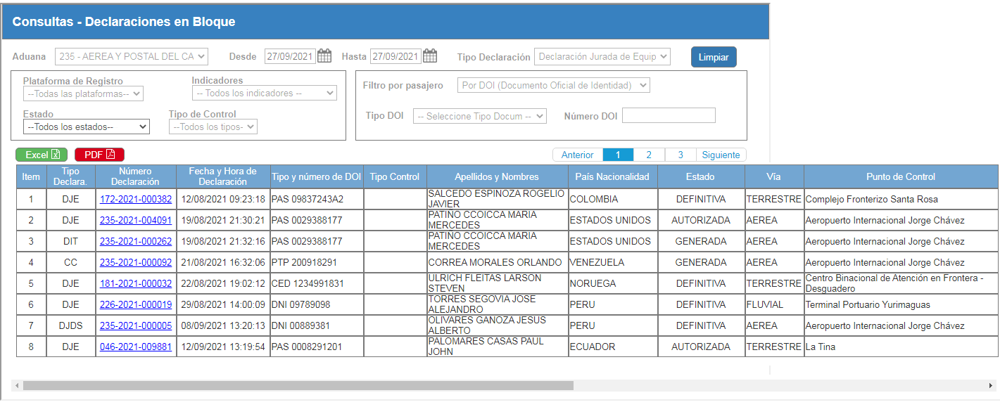 Consultas - Declaraciones en Bloque
Aduana 235 - AEREA Y POSTAL DEL CA Desde 27/09/2021 Hasta 27/09/2021 Tipo Declaración Declaración Jurada de Equip Limpiar
Plataforma de Registro Indicadores
--Todas las plataformas-- -- Todos los indicadores --
Filtro por pasajero Por DOI (Documento Oficial de Identidad)
Estado Tipo de Control
--Todos los estados-- --Todos los tipos-
Tipo DOI -- Seleccione Tipo Docum -- Número DOI
Excel PDF Anterior 1 2 3 Siguiente
Item Tipo Declara. Número Declaración Fecha y Hora de Declaración Tipo y número de DOI Tipo Control Apellidos y Nombres País Nacionalidad Estado Vía Punto de Control
1 DJE 172-2021-000382 12/08/2021 09:23:18 PAS 09837243A2 SALCEDO ESPINOZA ROGELIO JAVIER COLOMBIA DEFINITIVA TERRESTRE Complejo Fronterizo Santa Rosa
2 DJE 235-2021-004091 19/08/2021 21:30:21 PAS 0029388177 PATIÑO CCOICCA MARIA MERCEDES ESTADOS UNIDOS AUTORIZADA AEREA Aeropuerto Internacional Jorge Chávez
3 DIT 235-2021-000262 19/08/2021 21:32:16 PAS 0029388177 PATIÑO CCOICCA MARIA MERCEDES ESTADOS UNIDOS GENERADA AEREA Aeropuerto Internacional Jorge Chávez
4 CC 235-2021-000092 21/08/2021 16:32:06 PTP 200918291 CORREA MORALES ORLANDO VENEZUELA GENERADA AEREA Aeropuerto Internacional Jorge Chávez
5 DJE 181-2021-000032 22/08/2021 19:02:12 CED 1234991831 ULRICH FLEITAS LARSON STEVEN NORUEGA DEFINITIVA TERRESTRE Centro Binacional de Atención en Frontera - Desguadero
6 DJE 226-2021-000019 29/08/2021 14:00:09 DNI 09789098 TORRES SEGOVIA JOSE ALEJANDRO PERU DEFINITIVA FLUVIAL Terminal Portuario Yurimaguas
7 DJDS 235-2021-000005 08/09/2021 13:20:13 DNI 00889381 OLIVARES GANOZA JESUS ALBERTO PERU DEFINITIVA AEREA Aeropuerto Internacional Jorge Chávez
8 DJE 046-2021-009881 12/09/2021 13:19:54 PAS 0008291201 PALOMARES CASAS PAUL JOHN ECUADOR AUTORIZADA TERRESTRE La Tina